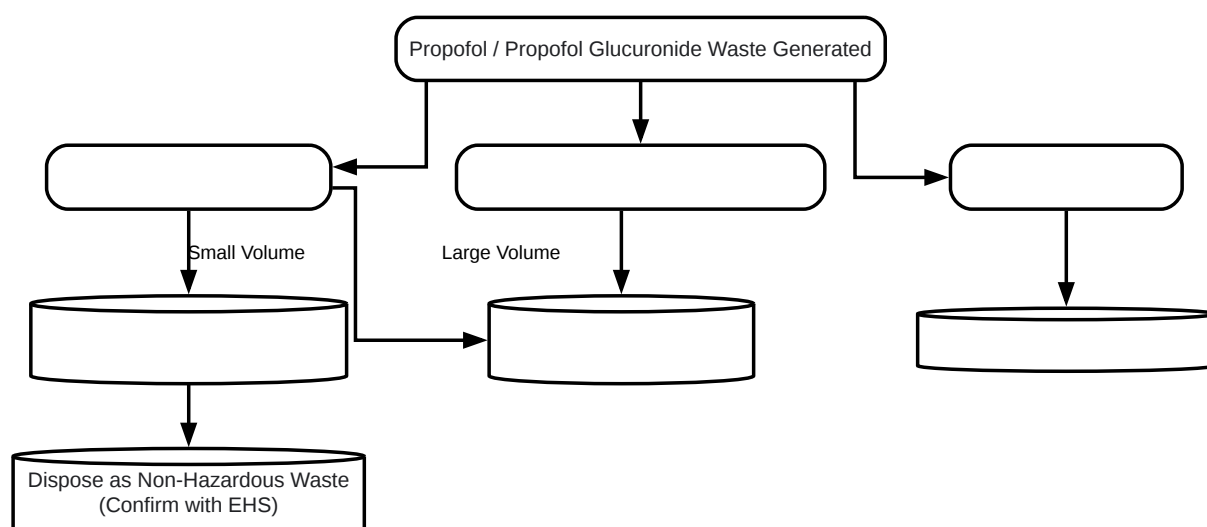 Propofol / Propofol Glucuronide Waste Generated
Small Volume
Large Volume
Dispose as Non-Hazardous Waste
(Confirm with EHS)